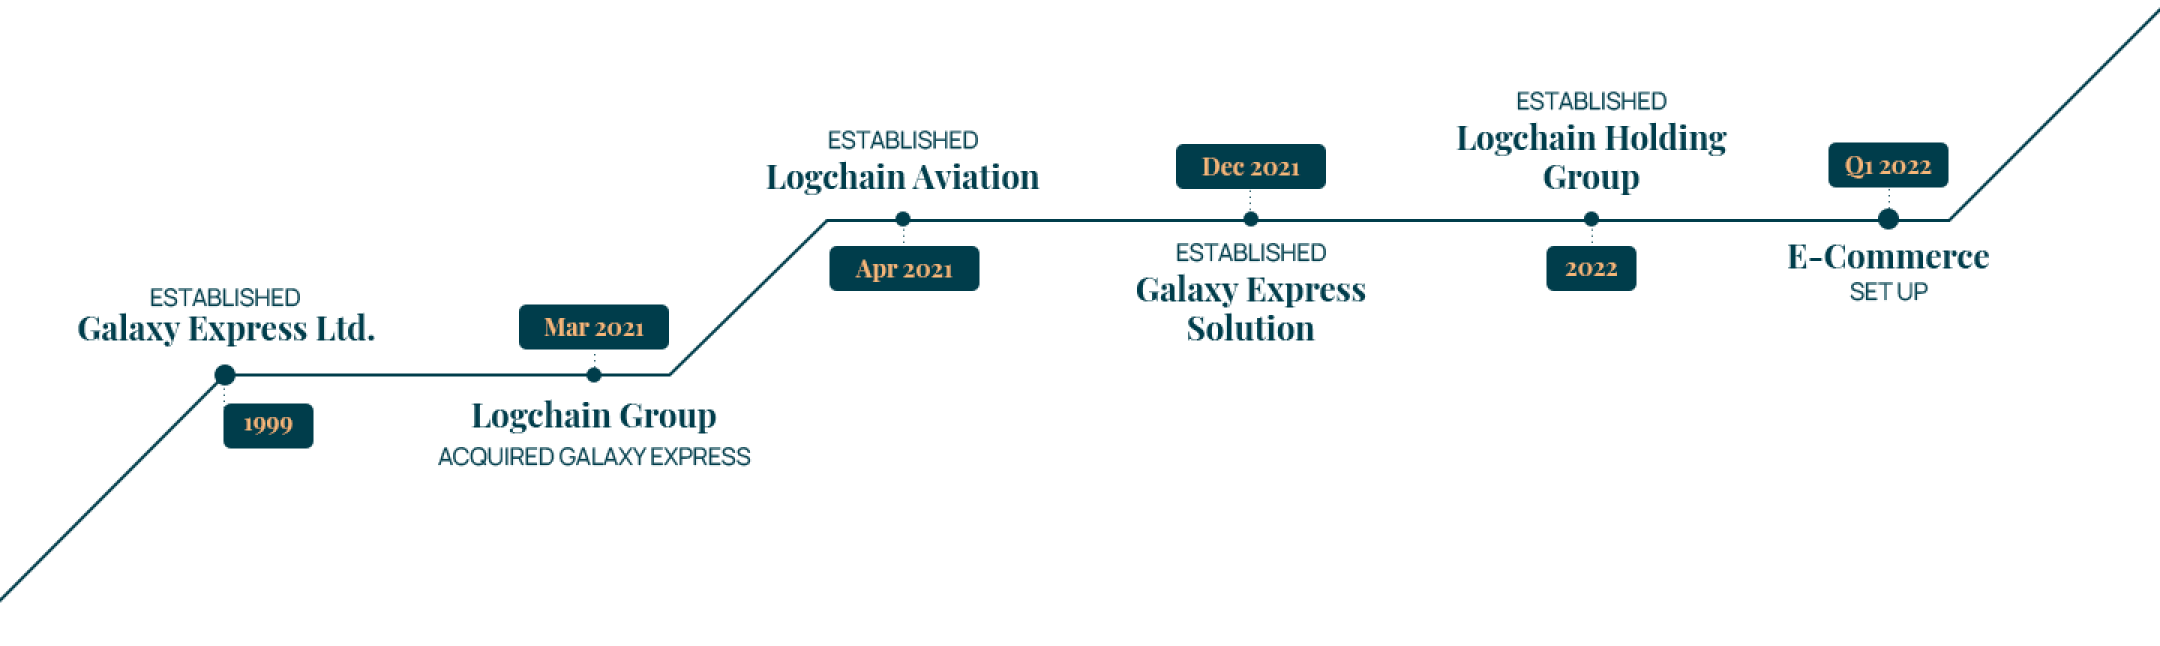 ESTABLISHED
Galaxy Express Ltd.
1999
Mar 2021
Logchain Group
ACQUIRED GALAXY EXPRESS
ESTABLISHED
Logchain Aviation
Apr 2021
Dec 2021
ESTABLISHED
Galaxy Express
Solution
ESTABLISHED
Logchain Holding
Group
2022
Q1 2022
E-Commerce
SET UP